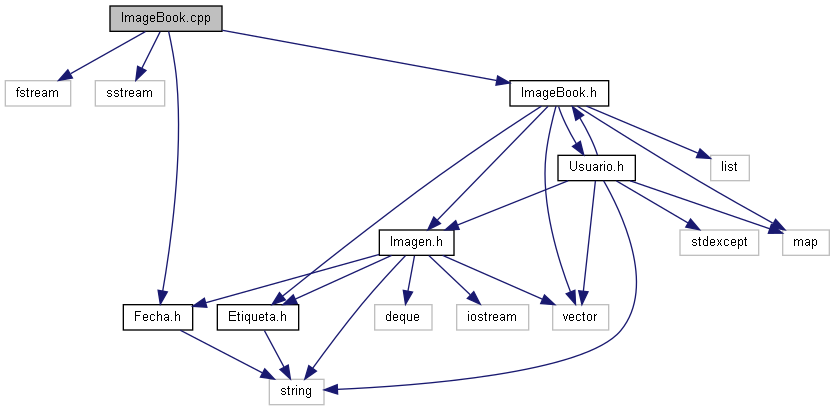 ImageBook.cpp
fstream
sstream
ImageBook.h
Usuario.h
list
Imagen.h
stdexcept
map
Fecha.h
Etiqueta.h
deque
iostream
vector
string